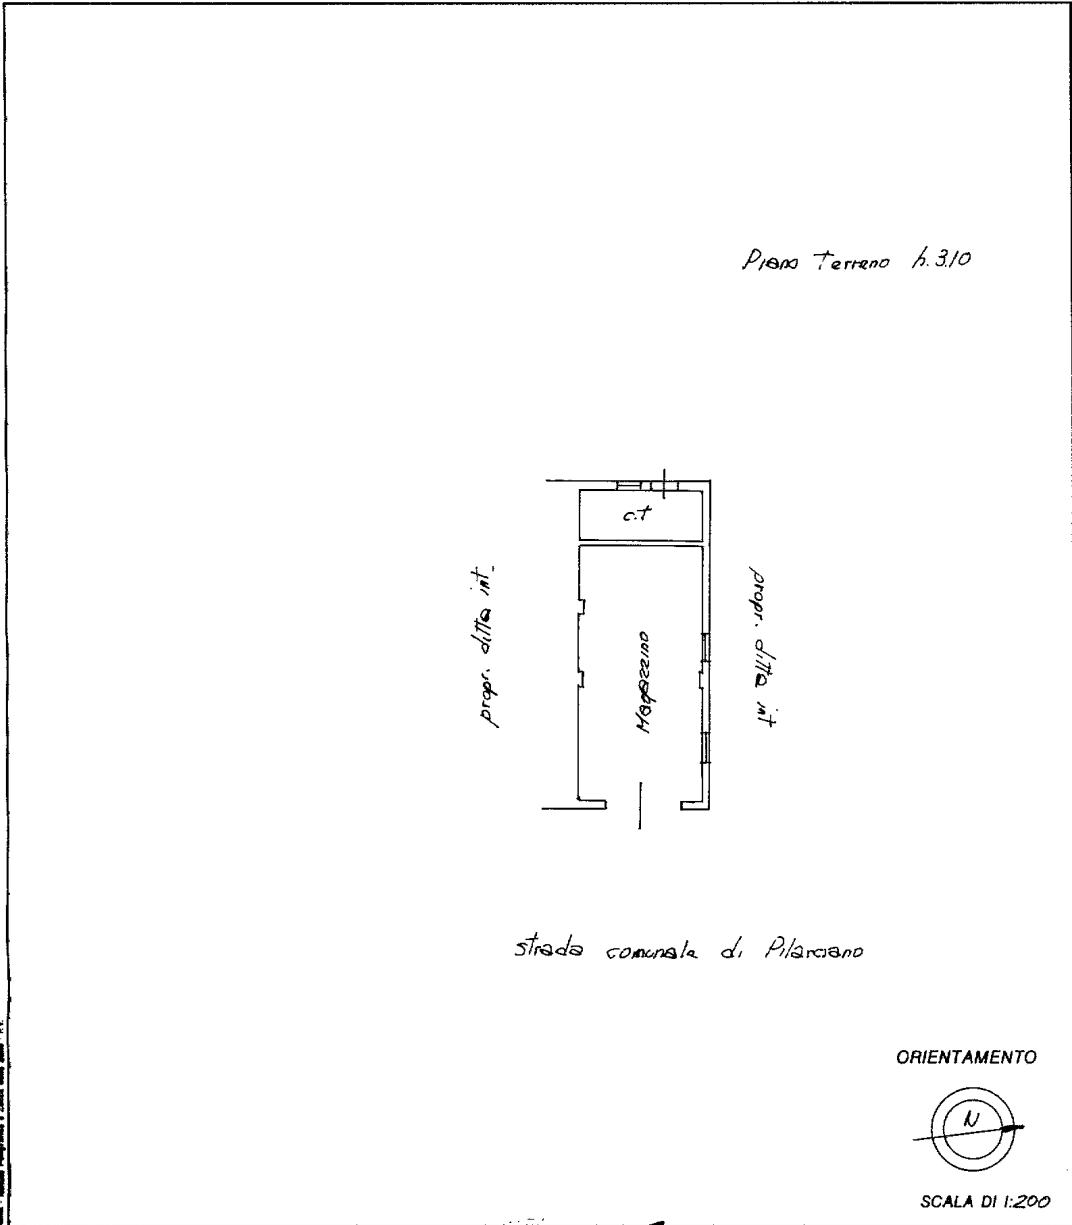 Piano Terreno h. 3.10
c.t
propr. ditta int.
Magazzino
propr. ditta int
strada comunale di Pilarciano
ORIENTAMENTO
N
SCALA DI 1:200